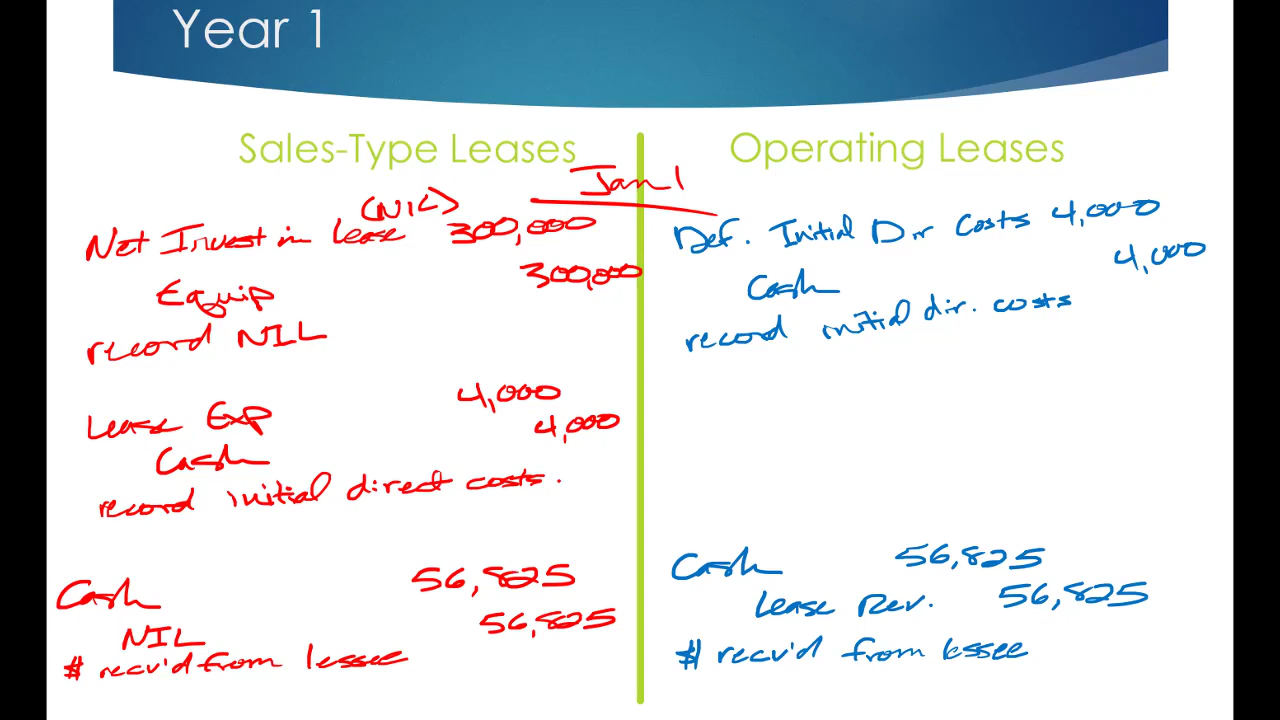 Year 1
Sales-Type Leases
Operating Leases
Jan 1
(NIL)
Net Invest in lease 300,000
Equip 300,000
record NIL
Lease Exp 4,000
Cash 4,000
record initial direct costs.
Cash 56,825
NIL 56,825
$ recv'd from lessee
Def. Initial Dir Costs 4,000
Cash 4,000
record initial dir. costs
Cash 56,825
Lease Rev. 56,825
$ recv'd from lessee